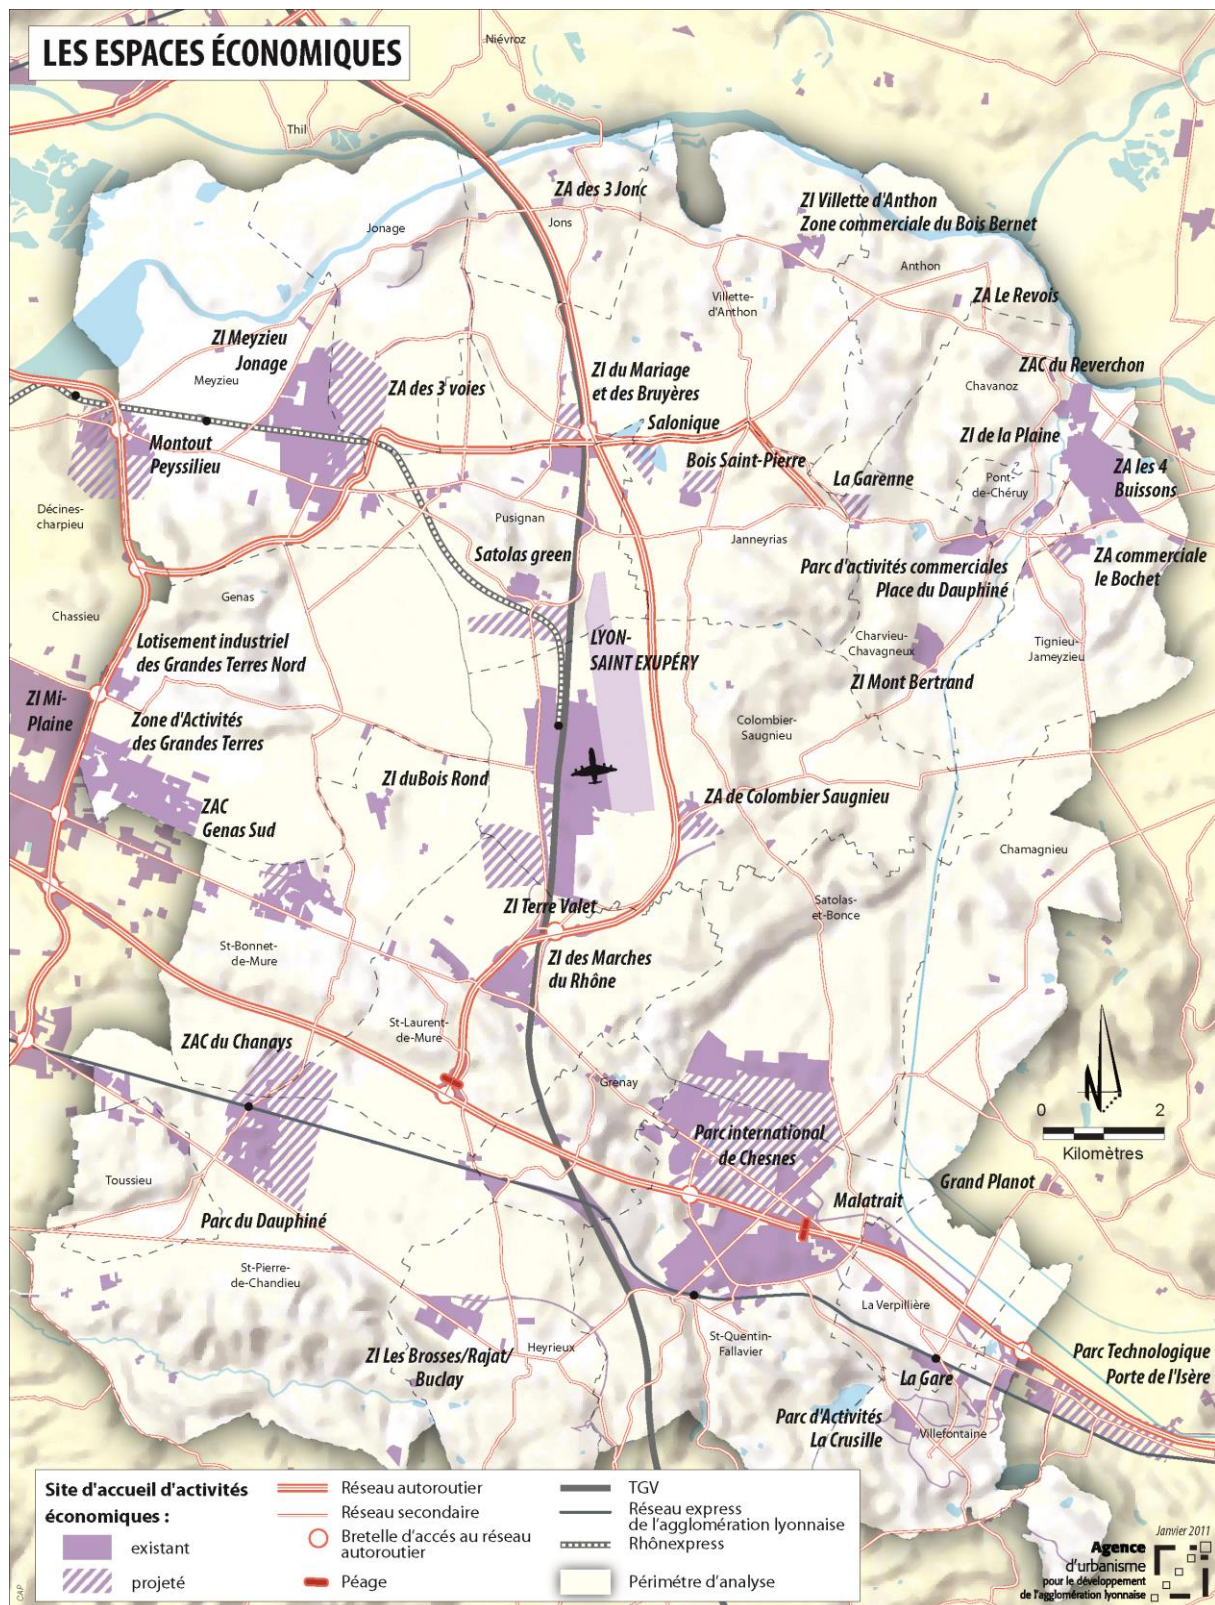 LES ESPACES ÉCONOMIQUES
Niévroz
Thil
ZA des 3 Jonc
Jons
Jonage
ZI Villette d'Anthon
Zone commerciale du Bois Bernet
Anthon
ZA Le Revois
Villette-
d'Anthon
ZI Meyzieu
Jonage
Meyzieu
ZA des 3 voies
ZI du Mariage
et des Bruyères
ZAC du Reverchon
Chavanoz
Salonique
Montout
Peyssilieu
Bois Saint-Pierre
ZI de la Plaine
La Garenne
Pont-
de-Chéruy
ZA les 4
Buissons
Décines-
charpieu
Pusignan
Janneyrias
Satolas green
Parc d'activités commerciales
Place du Dauphiné
ZA commerciale
le Bochet
Genas
Chassieu
Lotisement industriel
des Grandes Terres Nord
LYON-
SAINT EXUPÉRY
Charvieu-
Chavagneux
Tignieu-
Jameyzieu
ZI Mont Bertrand
ZI Mi-
Plaine
Zone d'Activités
des Grandes Terres
Colombier-
Saugnieu
ZI duBois Rond
ZA de Colombier Saugnieu
ZAC
Genas Sud
Chamagnieu
Satolas-
et-Bonce
ZI Terre Valet
St-Bonnet-
de-Mure
ZI des Marches
du Rhône
St-Laurent-
de-Mure
ZAC du Chanays
Grenay
0 2
Kilomètres
N
Parc international
de Chesnes
Toussieu
Grand Planot
Malatrait
Parc du Dauphiné
St-Pierre-
de-Chandieu
La Verpillière
St-Quentin-
Fallavier
Heyrieux
ZI Les Brosses/Rajat/
Buclay
Parc Technologique
Porte de l'Isère
La Gare
Parc d'Activités
La Crusille
Villefontaine
Site d'accueil d'activités
économiques :
existant
projeté
Réseau autoroutier
Réseau secondaire
Bretelle d'accés au réseau
autoroutier
Péage
TGV
Réseau express
de l'agglomération lyonnaise
Rhônexpress
Périmétre d'analyse
Janvier 2011
Agence
d'urbanisme
pour le développement
de l'agglomération lyonnaise
CAP